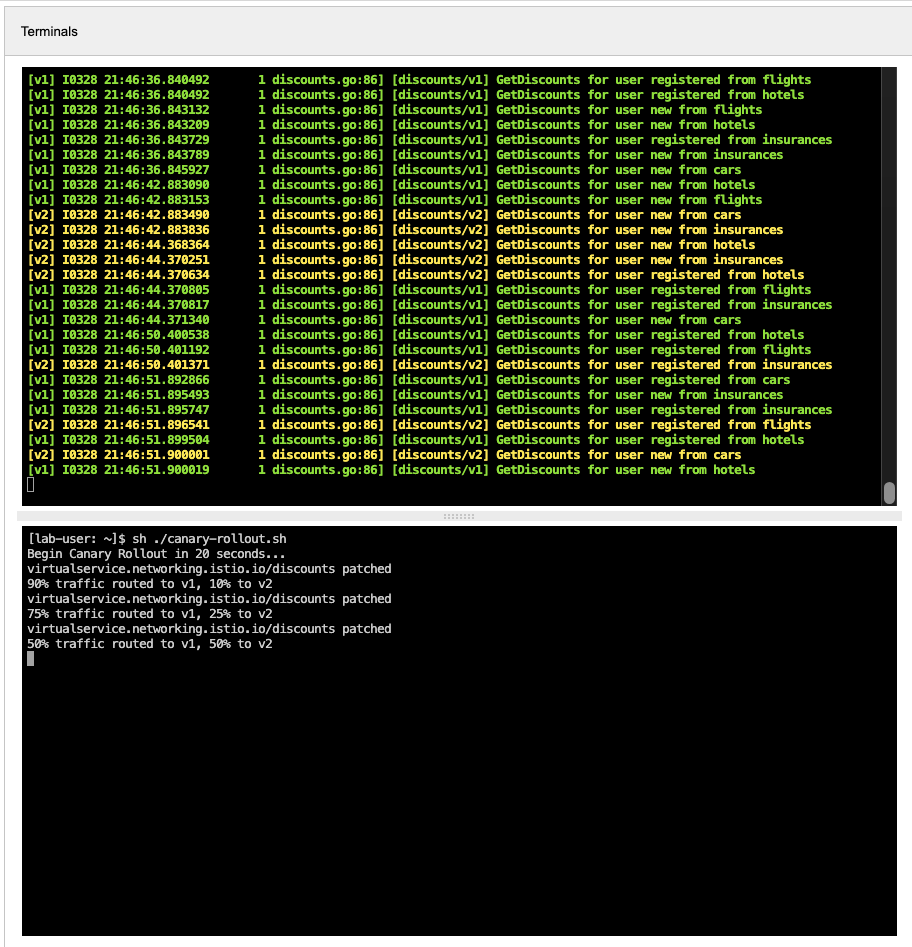 Terminals
[v1] I0328 21:46:36.840492       1 discounts.go:86] [discounts/v1] GetDiscounts for user registered from flights
[v1] I0328 21:46:36.840492       1 discounts.go:86] [discounts/v1] GetDiscounts for user registered from hotels
[v1] I0328 21:46:36.843132       1 discounts.go:86] [discounts/v1] GetDiscounts for user new from flights
[v1] I0328 21:46:36.843209       1 discounts.go:86] [discounts/v1] GetDiscounts for user new from hotels
[v1] I0328 21:46:36.843729       1 discounts.go:86] [discounts/v1] GetDiscounts for user registered from insurances
[v1] I0328 21:46:36.843789       1 discounts.go:86] [discounts/v1] GetDiscounts for user new from insurances
[v1] I0328 21:46:36.845927       1 discounts.go:86] [discounts/v1] GetDiscounts for user new from cars
[v1] I0328 21:46:42.883090       1 discounts.go:86] [discounts/v1] GetDiscounts for user new from hotels
[v1] I0328 21:46:42.883153       1 discounts.go:86] [discounts/v1] GetDiscounts for user new from flights
[v2] I0328 21:46:42.883490       1 discounts.go:86] [discounts/v2] GetDiscounts for user new from cars
[v2] I0328 21:46:42.883836       1 discounts.go:86] [discounts/v2] GetDiscounts for user new from insurances
[v2] I0328 21:46:44.368364       1 discounts.go:86] [discounts/v2] GetDiscounts for user new from hotels
[v2] I0328 21:46:44.370251       1 discounts.go:86] [discounts/v2] GetDiscounts for user new from insurances
[v2] I0328 21:46:44.370634       1 discounts.go:86] [discounts/v2] GetDiscounts for user registered from hotels
[v1] I0328 21:46:44.370805       1 discounts.go:86] [discounts/v1] GetDiscounts for user registered from flights
[v1] I0328 21:46:44.370817       1 discounts.go:86] [discounts/v1] GetDiscounts for user registered from insurances
[v1] I0328 21:46:44.371340       1 discounts.go:86] [discounts/v1] GetDiscounts for user new from cars
[v1] I0328 21:46:50.400538       1 discounts.go:86] [discounts/v1] GetDiscounts for user registered from hotels
[v1] I0328 21:46:50.401192       1 discounts.go:86] [discounts/v1] GetDiscounts for user registered from flights
[v2] I0328 21:46:50.401371       1 discounts.go:86] [discounts/v2] GetDiscounts for user registered from insurances
[v1] I0328 21:46:51.892866       1 discounts.go:86] [discounts/v1] GetDiscounts for user registered from cars
[v1] I0328 21:46:51.895493       1 discounts.go:86] [discounts/v1] GetDiscounts for user new from insurances
[v1] I0328 21:46:51.895747       1 discounts.go:86] [discounts/v1] GetDiscounts for user registered from insurances
[v2] I0328 21:46:51.896541       1 discounts.go:86] [discounts/v2] GetDiscounts for user registered from flights
[v1] I0328 21:46:51.899504       1 discounts.go:86] [discounts/v1] GetDiscounts for user registered from hotels
[v2] I0328 21:46:51.900001       1 discounts.go:86] [discounts/v2] GetDiscounts for user new from cars
[v1] I0328 21:46:51.900019       1 discounts.go:86] [discounts/v1] GetDiscounts for user new from hotels
[lab-user: ~]$ sh ./canary-rollout.sh
Begin Canary Rollout in 20 seconds...
virtualservice.networking.istio.io/discounts patched
90% traffic routed to v1, 10% to v2
virtualservice.networking.istio.io/discounts patched
75% traffic routed to v1, 25% to v2
virtualservice.networking.istio.io/discounts patched
50% traffic routed to v1, 50% to v2